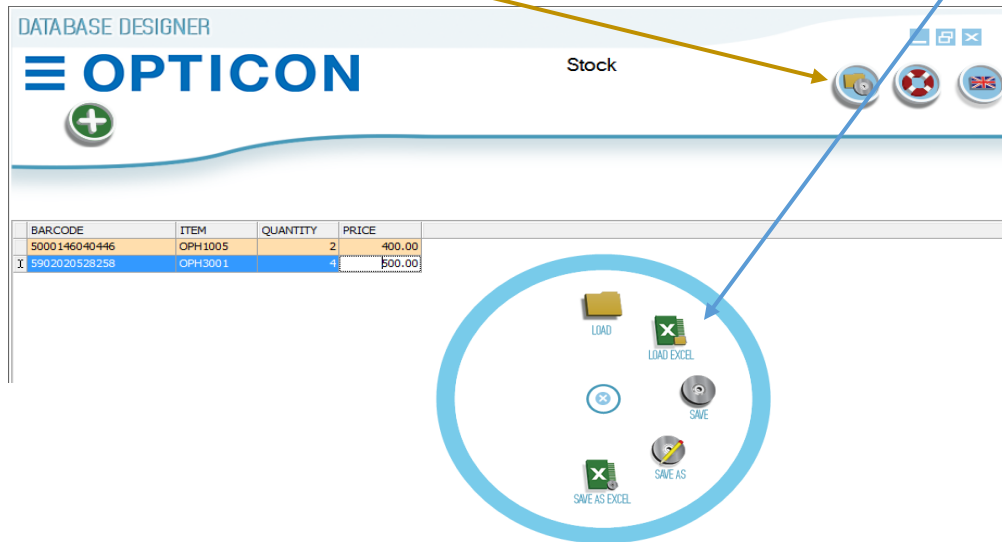 DATABASE DESIGNER
OPTICON
Stock
BARCODE ITEM QUANTITY PRICE
5000146040446 OPH1005 2 400.00
5902020528258 OPH3001 4 500.00
LOAD
LOAD EXCEL
SAVE
SAVE AS
SAVE AS EXCEL